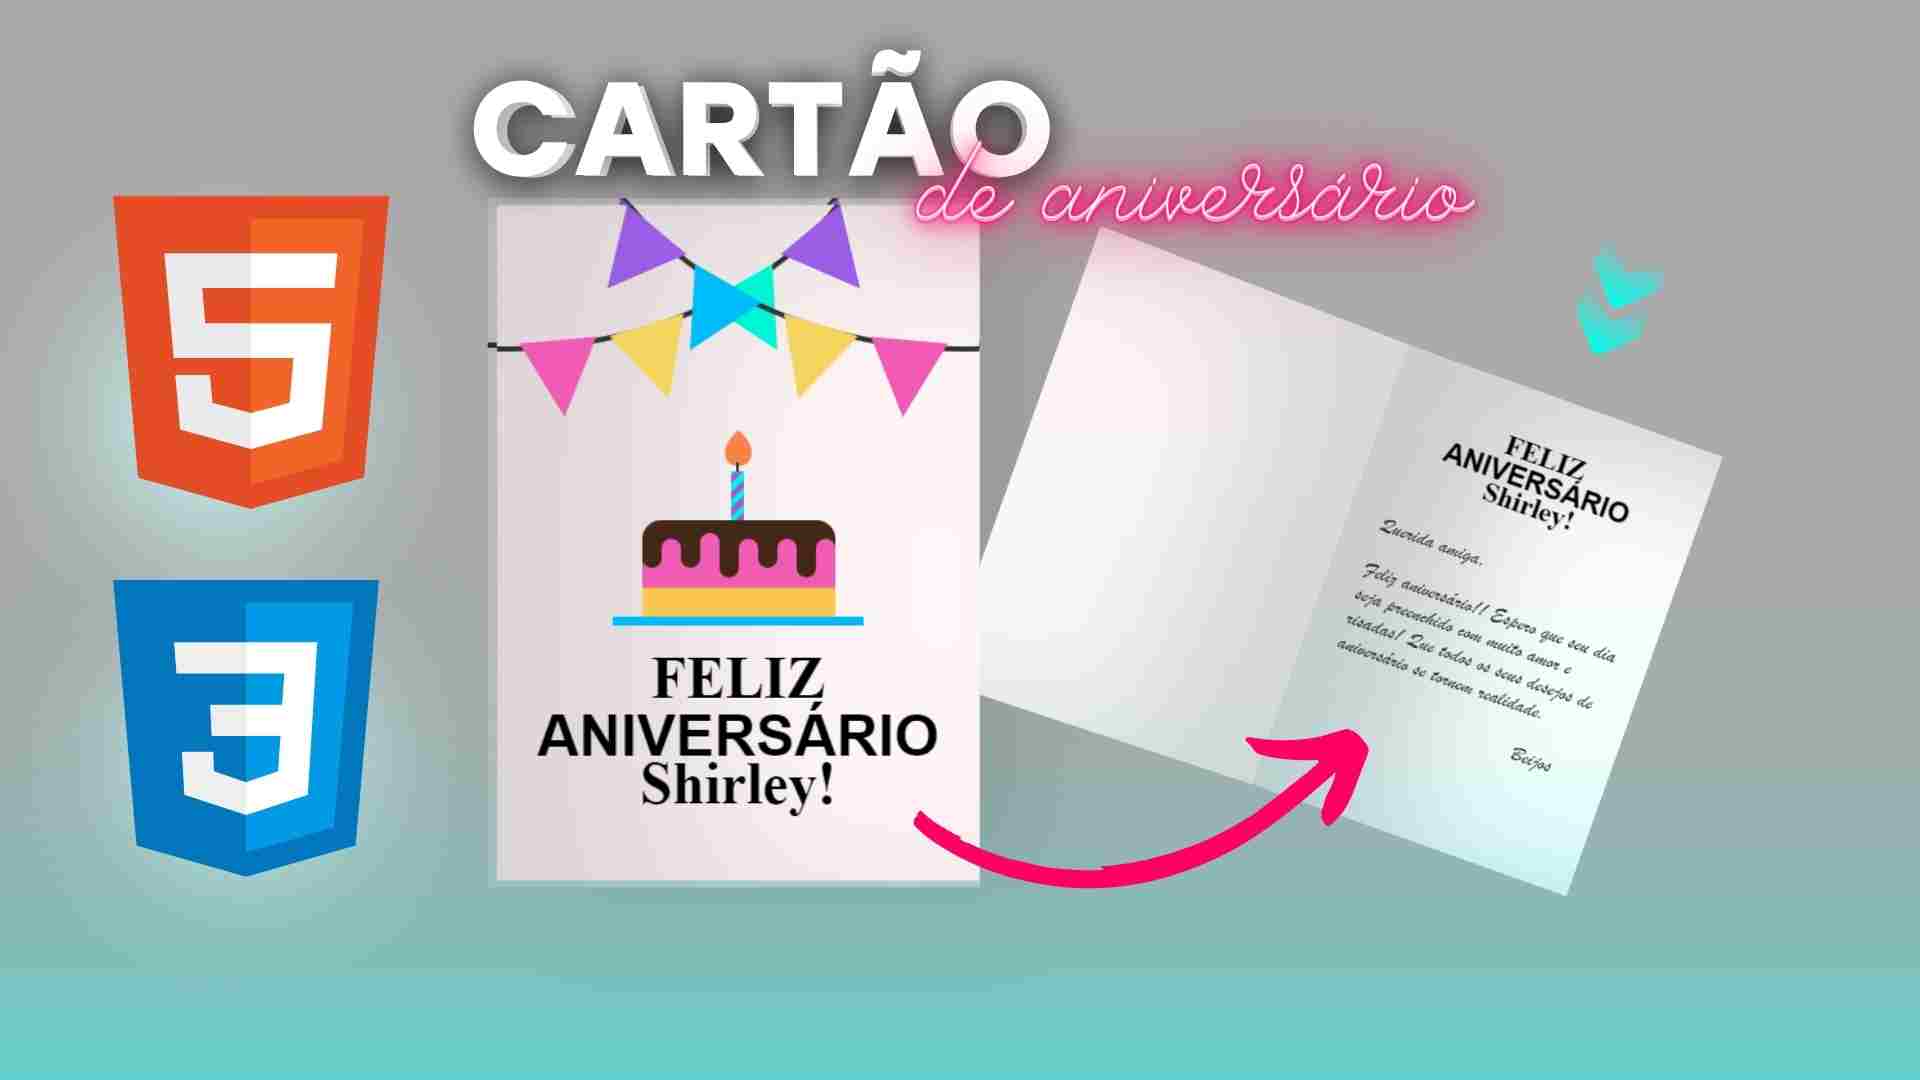 CARTÃO
de aniversário
5
3
FELIZ
ANIVERSÁRIO
Shirley!
FELIZ
ANIVERSÁRIO
Shirley!
Querida amiga,
Feliz aniversário!! Espero que seu dia
seja preenchido com muito amor e
risadas! Que todos os seus desejos de
aniversário se tornem realidade.
Beijos